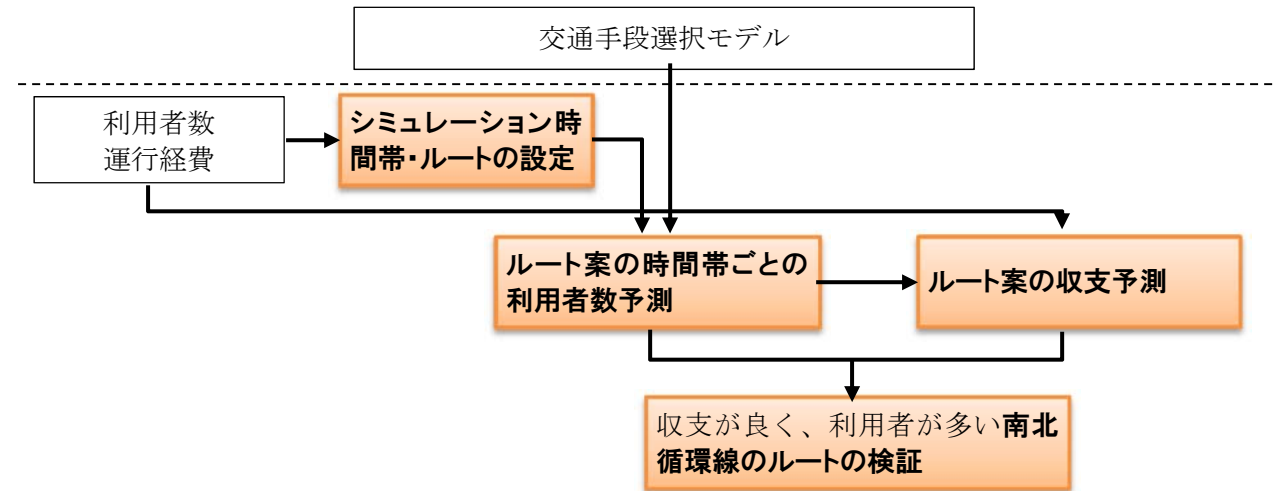 交通手段選択モデル
利用者数
運行経費
シミュレーション時
間帯・ルートの設定
ルート案の時間帯ごとの
利用者数予測
ルート案の収支予測
収支が良く、利用者が多い南北
循環線のルートの検証